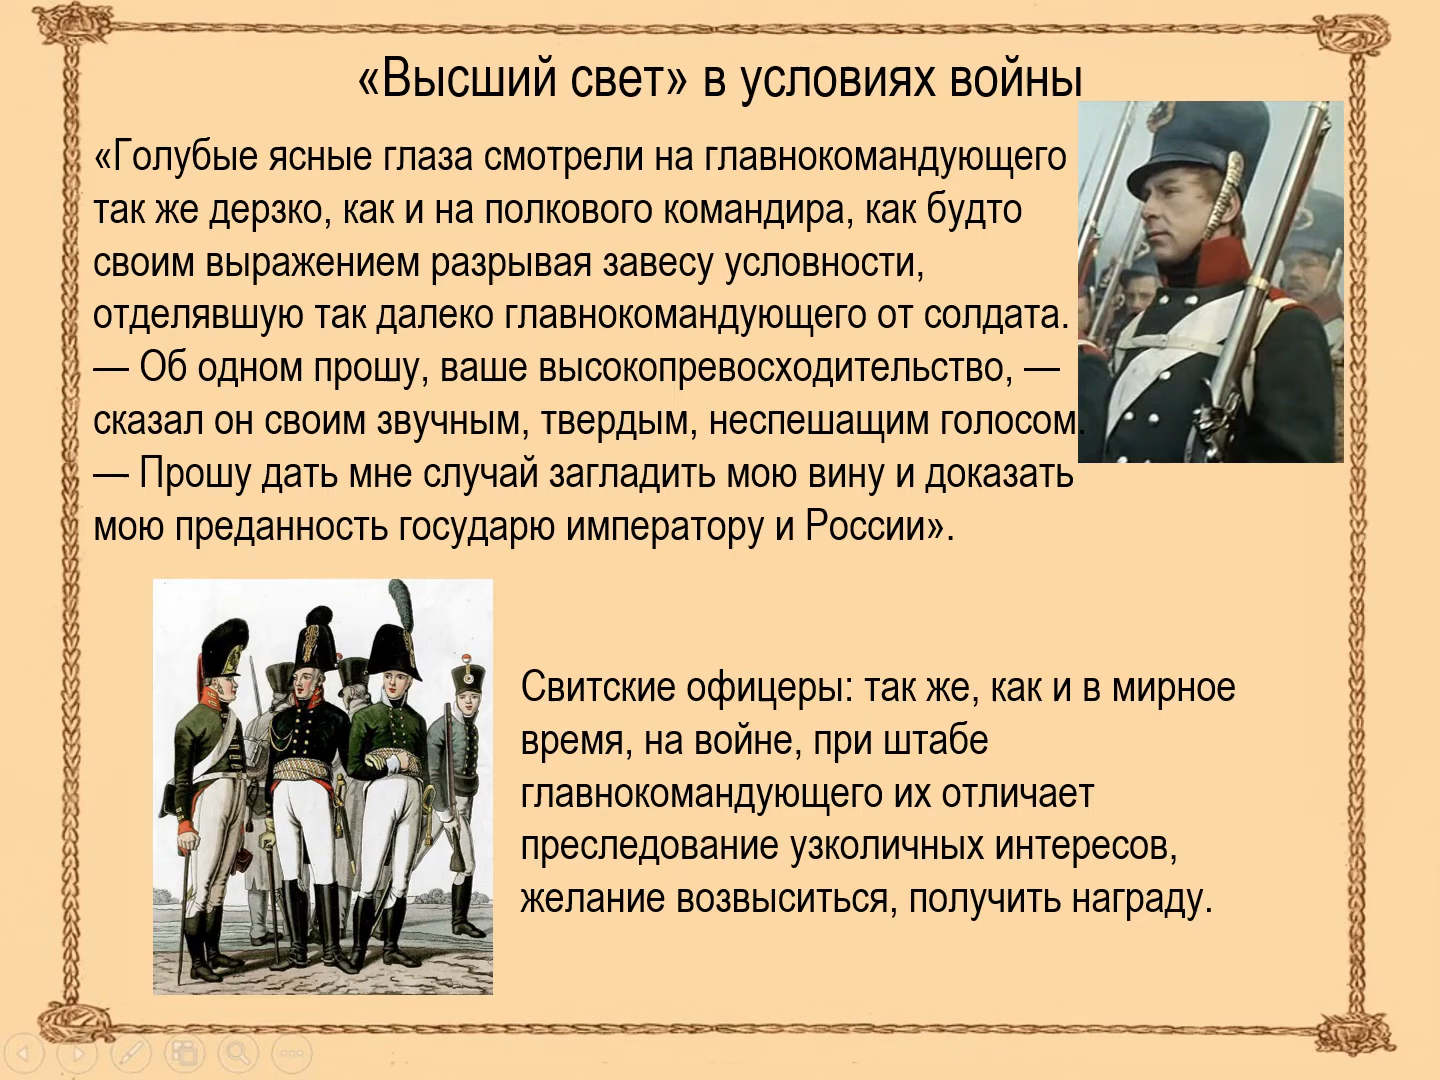 «Высший свет» в условиях войны
«Голубые ясные глаза смотрели на главнокомандующего
так же дерзко, как и на полкового командира, как будто
своим выражением разрывая завесу условности,
отделявшую так далеко главнокомандующего от солдата.
— Об одном прошу, ваше высокопревосходительство, —
сказал он своим звучным, твердым, неспешащим голосом.
— Прошу дать мне случай загладить мою вину и доказать
мою преданность государю императору и России».
Свитские офицеры: так же, как и в мирное
время, на войне, при штабе
главнокомандующего их отличает
преследование узколичных интересов,
желание возвыситься, получить награду.